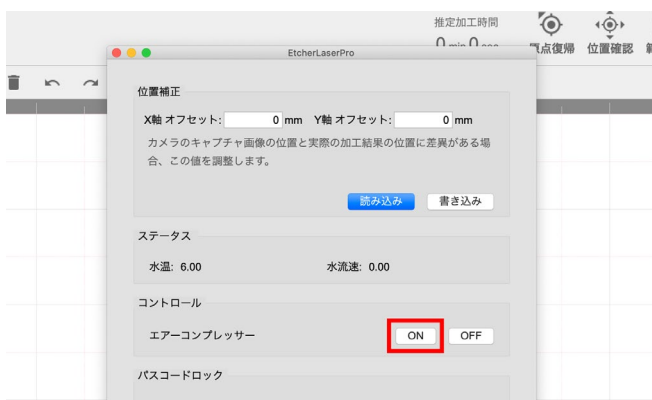 推定加工時間
EtcherLaserPro
位置確認
位置補正
X軸 オフセット: 0 mm Y軸 オフセット: 0 mm
カメラのキャプチャ画像の位置と実際の加工結果の位置に差異がある場
合、この値を調整します。
読み込み 書き込み
ステータス
水温: 6.00 水流速: 0.00
コントロール
エアーコンプレッサー ON OFF
パスコードロック